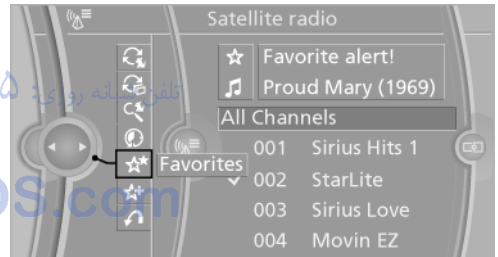 Satellite radio
Favorite alert!
Proud Mary (1969)
All Channels
001 Sirius Hits 1
Favorites
002 StarLite
003 Sirius Love
004 Movin EZ